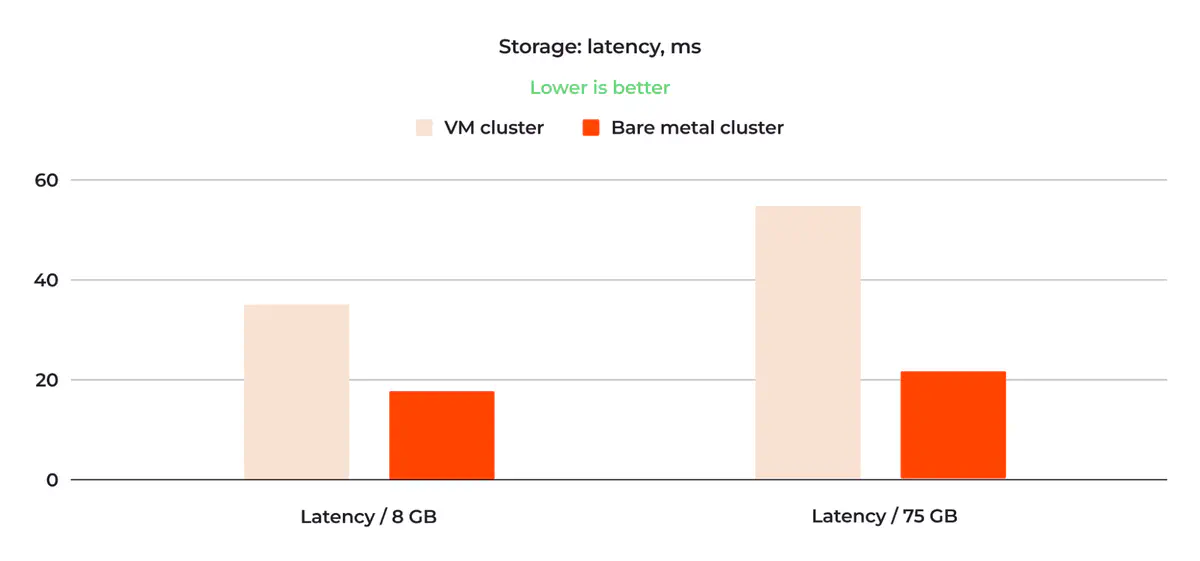 Storage: latency, ms
Lower is better
VM cluster Bare metal cluster
60
40
20
0
Latency / 8 GB Latency / 75 GB